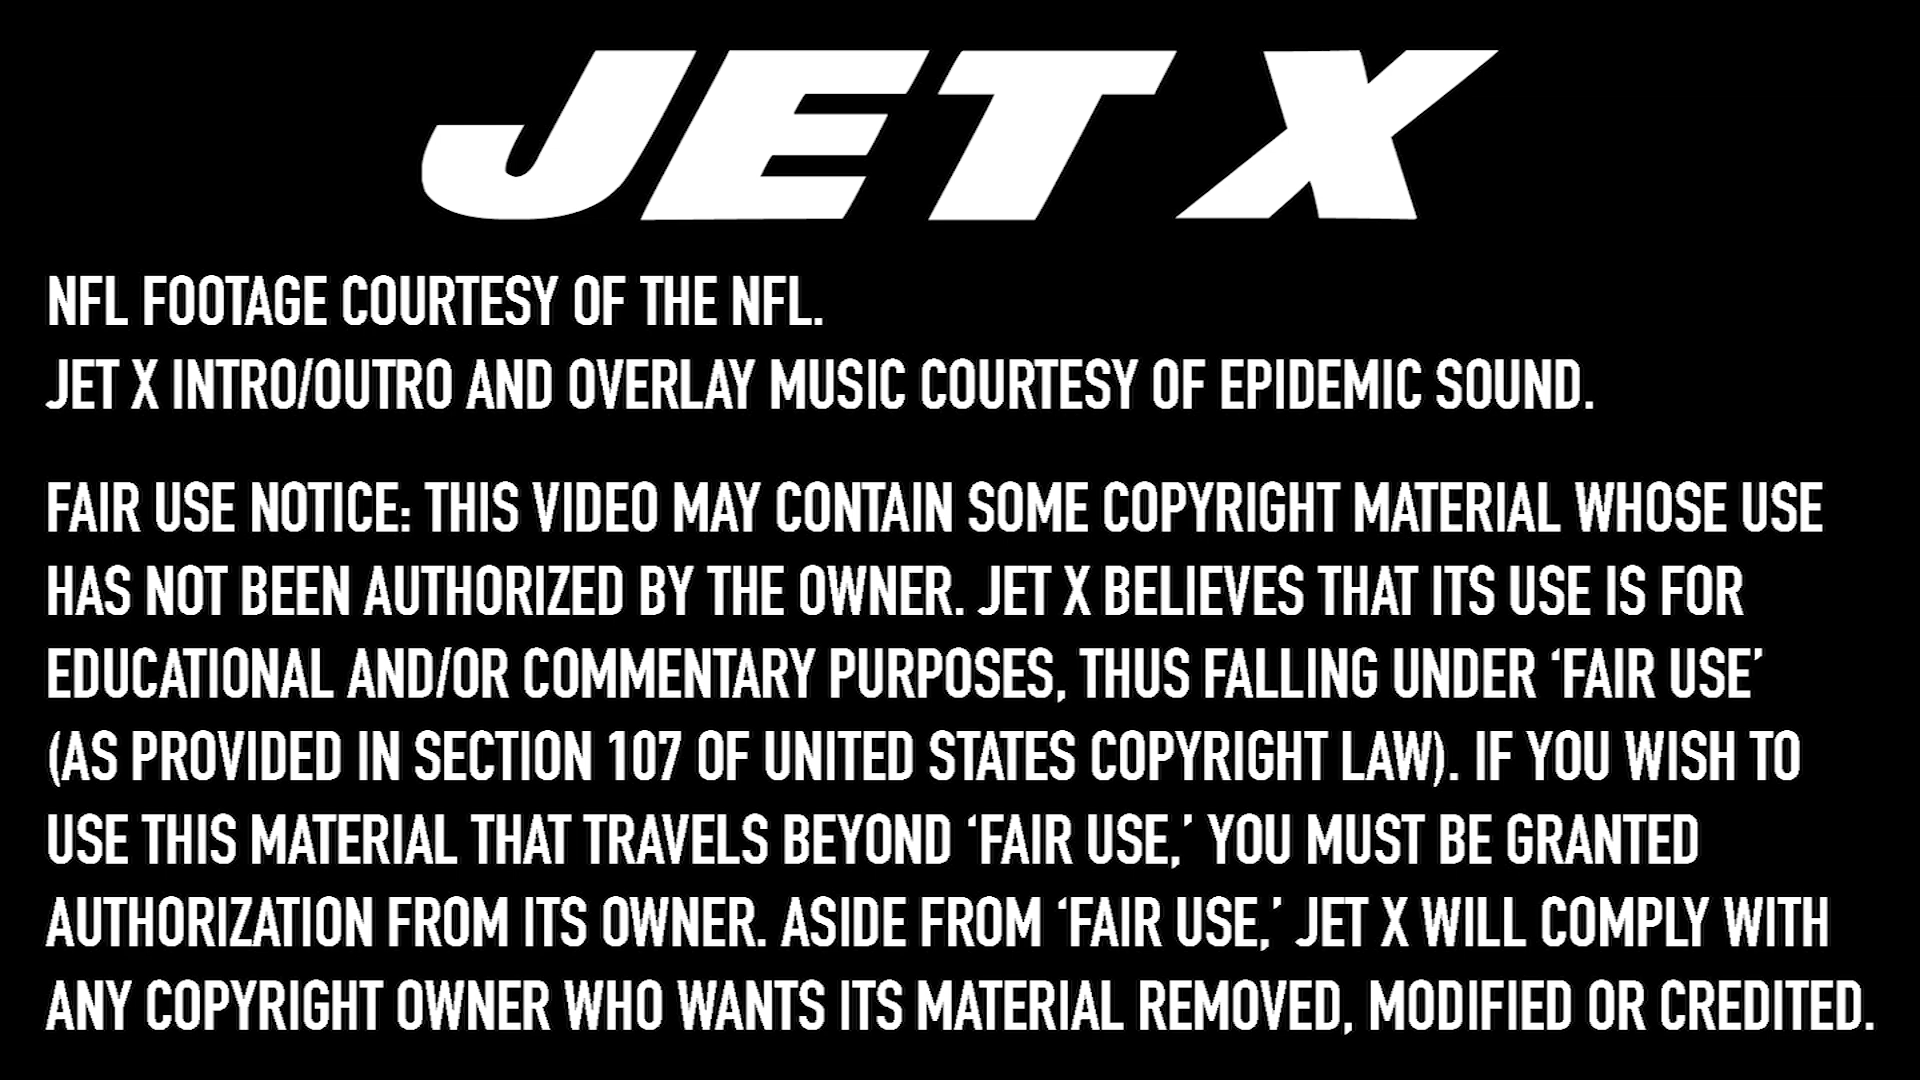 JET X
NFL FOOTAGE COURTESY OF THE NFL.
JET X INTRO/OUTRO AND OVERLAY MUSIC COURTESY OF EPIDEMIC SOUND.
FAIR USE NOTICE: THIS VIDEO MAY CONTAIN SOME COPYRIGHT MATERIAL WHOSE USE
HAS NOT BEEN AUTHORIZED BY THE OWNER. JET X BELIEVES THAT ITS USE IS FOR
EDUCATIONAL AND/OR COMMENTARY PURPOSES, THUS FALLING UNDER ‘FAIR USE’
(AS PROVIDED IN SECTION 107 OF UNITED STATES COPYRIGHT LAW). IF YOU WISH TO
USE THIS MATERIAL THAT TRAVELS BEYOND ‘FAIR USE,’ YOU MUST BE GRANTED
AUTHORIZATION FROM ITS OWNER. ASIDE FROM ‘FAIR USE,’ JET X WILL COMPLY WITH
ANY COPYRIGHT OWNER WHO WANTS ITS MATERIAL REMOVED, MODIFIED OR CREDITED.